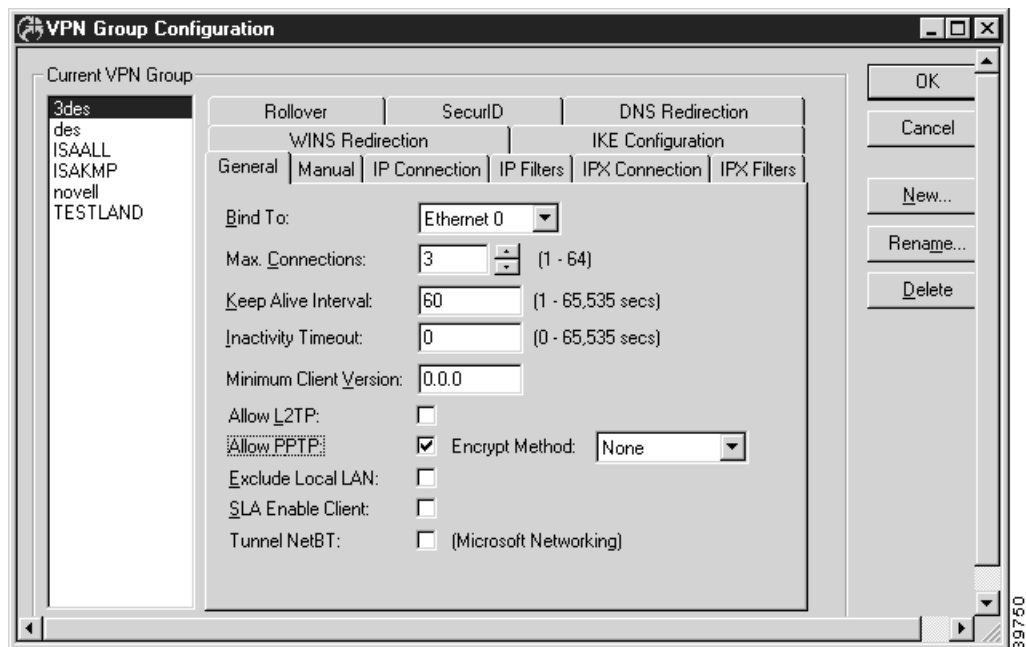 VPN Group Configuration
Current VPN Group
3des
des
ISAALL
ISAKMP
novell
TESTLAND
Rollover
SecurID
DNS Redirection
WINS Redirection
IKE Configuration
General
Manual
IP Connection
IP Filters
IPX Connection
IPX Filters
Bind To: Ethernet 0
Max. Connections: 3 (1 - 64)
Keep Alive Interval: 60 (1 - 65,535 secs)
Inactivity Timeout: 0 (0 - 65,535 secs)
Minimum Client Version: 0.0.0
Allow L2TP:
Allow PPTP: Encrypt Method: None
Exclude Local LAN:
SLA Enable Client:
Tunnel NetBT: (Microsoft Networking)
OK
Cancel
New...
Rename...
Delete
39750